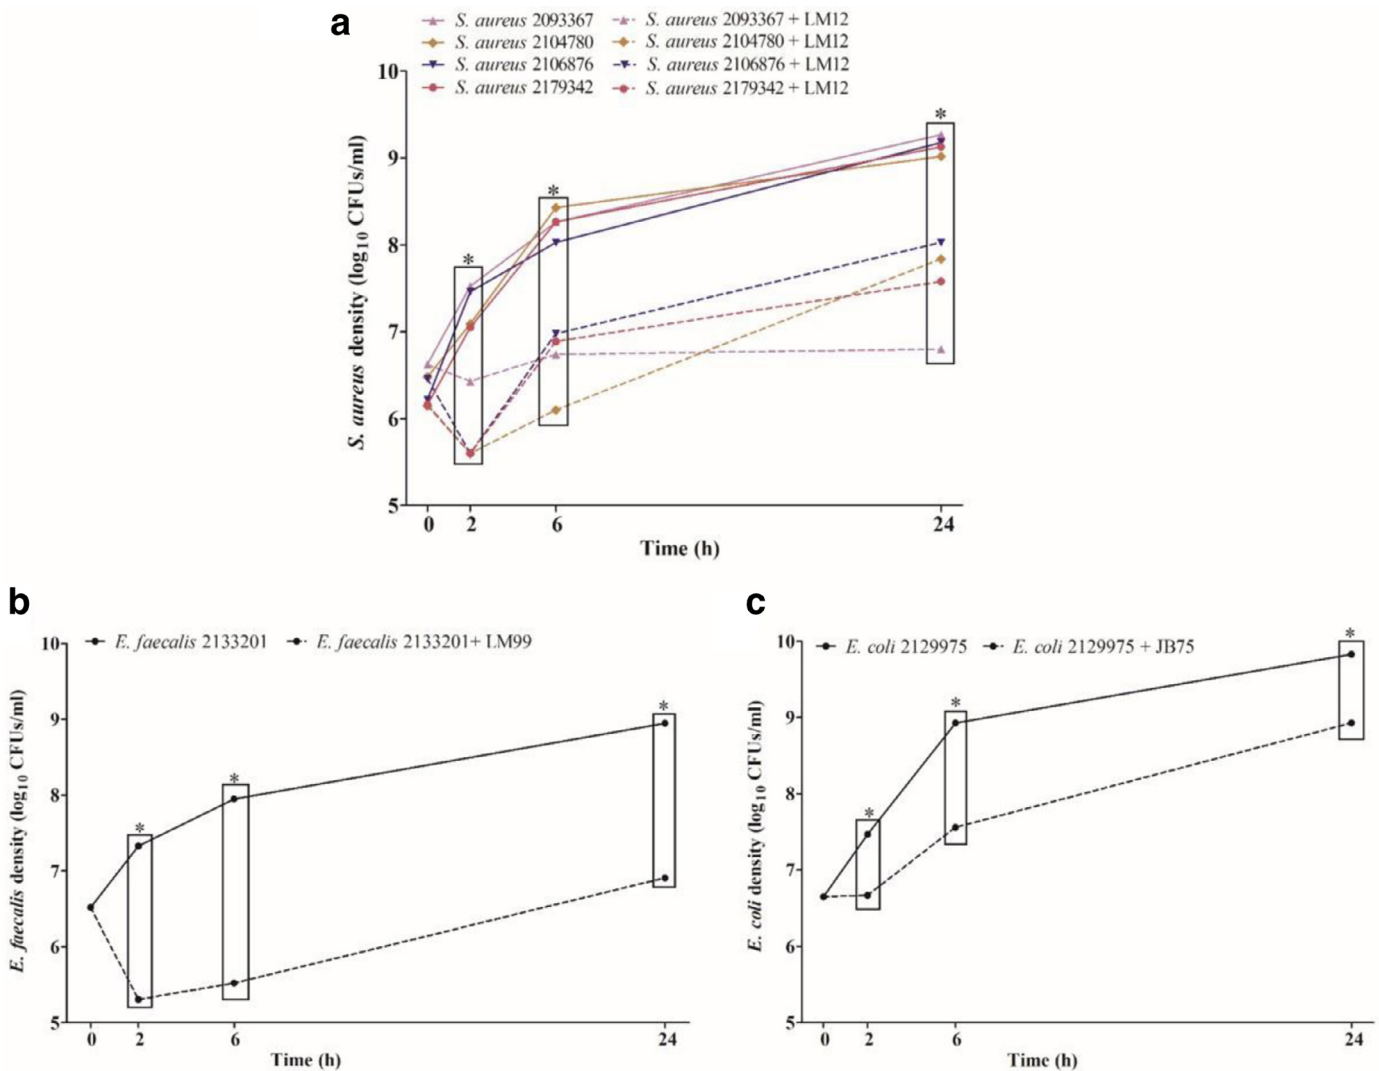 a
S. aureus 2093367 S. aureus 2093367 + LM12
S. aureus 2104780 S. aureus 2104780 + LM12
S. aureus 2106876 S. aureus 2106876 + LM12
S. aureus 2179342 S. aureus 2179342 + LM12
S. aureus density (log10 CFUs/ml)
10
9
8
7
6
5
*
*
*
0 2 6 24
Time (h)
b
E. faecalis 2133201 E. faecalis 2133201+ LM99
E. faecalis density (log10 CFUs/ml)
10
9
8
7
6
5
*
*
*
0 2 6 24
Time (h)
c
E. coli 2129975 E. coli 2129975 + JB75
E. coli density (log10 CFUs/ml)
10
9
8
7
6
5
*
*
*
0 2 6 24
Time (h)